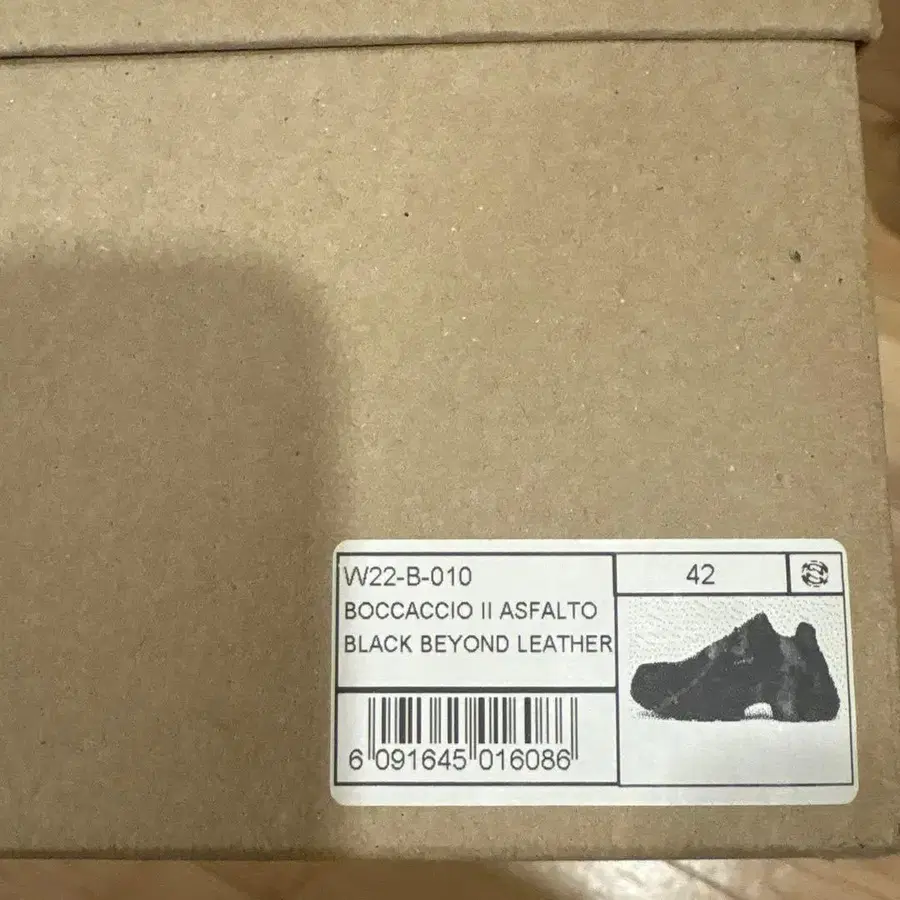 W22-B-010
BOCCACCIO II ASFALTO
BLACK BEYOND LEATHER
42
6 091645 016086